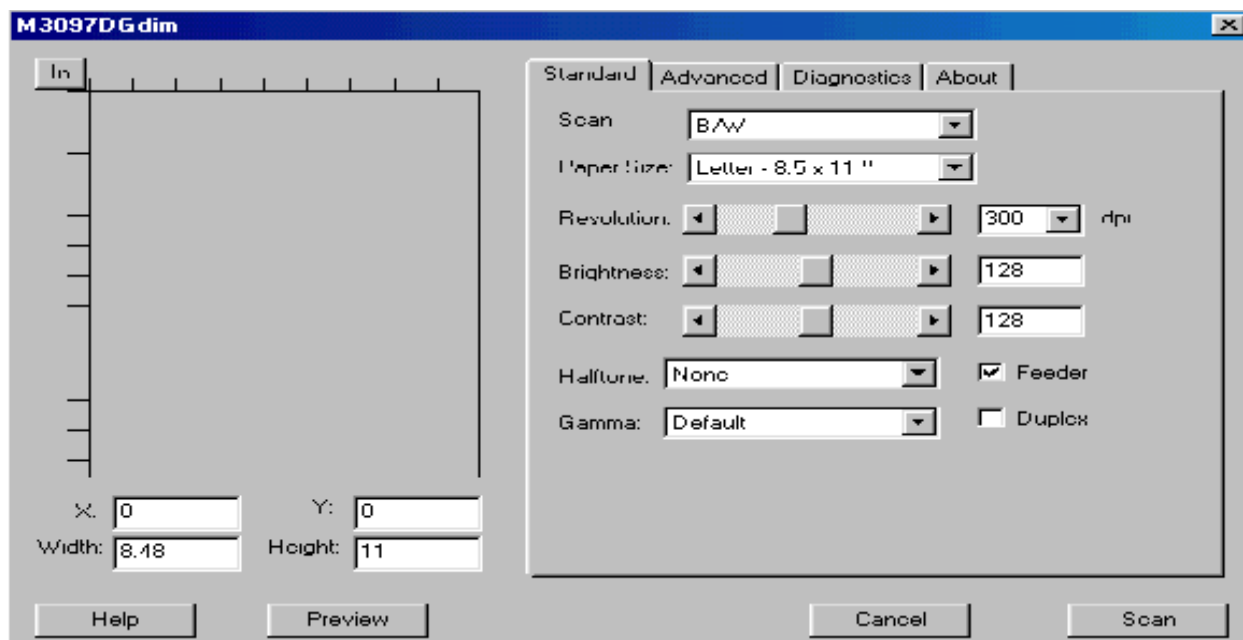 M3097DGdim
In
Standard Advanced Diagnostics About
Scan B/W
Paper Size: Letter - 8.5 x 11 "
Resolution: 300 dpi
Brightness: 128
Contrast: 128
Halftone: None Feeder
Gamma: Default Duplex
X: 0 Y: 0
Width: 8.48 Height: 11
Help Preview Cancel Scan